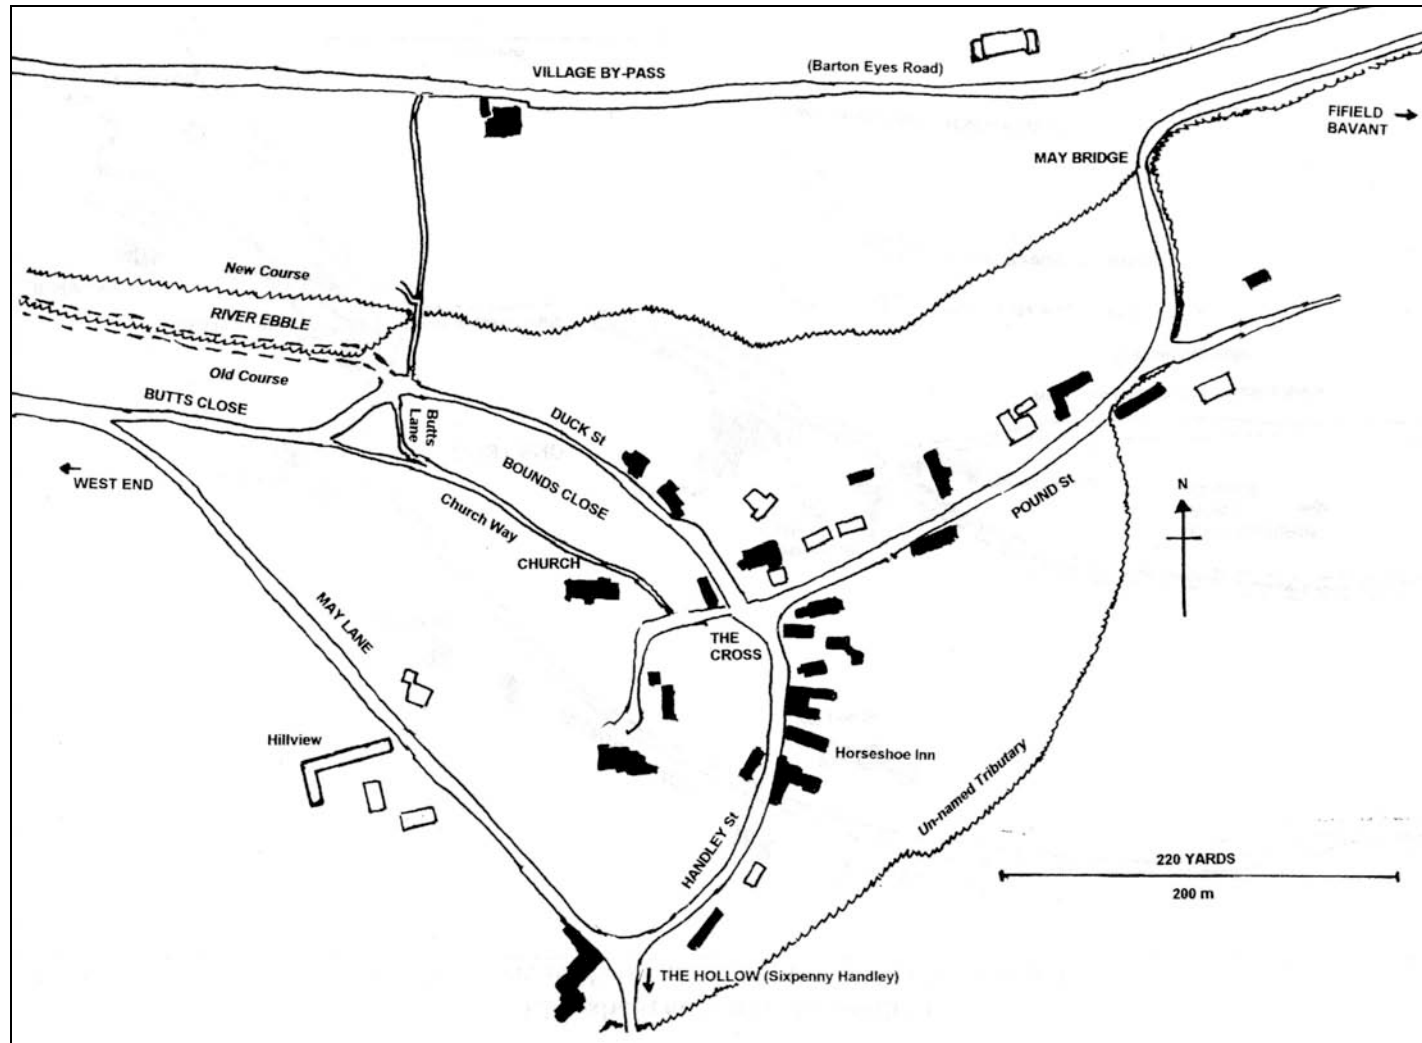 VILLAGE BY-PASS
(Barton Eyes Road)
FIFIELD
BAVANT
MAY BRIDGE
New Course
RIVER EBBLE
Old Course
BUTTS CLOSE
Butts
Lane
DUCK St
BOUNDS CLOSE
WEST END
Church Way
CHURCH
POUND St
N
MAY LANE
THE
CROSS
Hillview
Horseshoe Inn
Un-named Tributary
HANDLEY St
220 YARDS
200 m
THE HOLLOW (Sixpenny Handley)